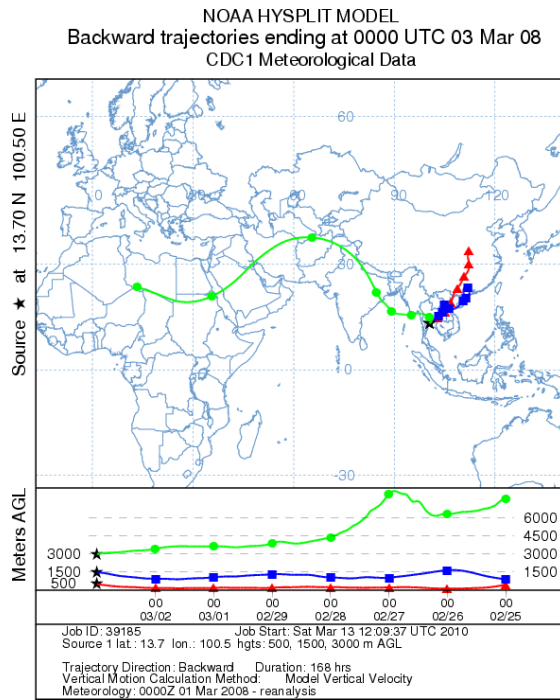 NOAA HYSPLIT MODEL
Backward trajectories ending at 0000 UTC 03 Mar 08
CDC1 Meteorological Data
Source ★ at 13.70 N 100.50 E
60
0
90
120
30
0
-30
Meters AGL
6000
4500
3000
3000
1500
1500
500
00 00 00 00 00 00 00
03/02 03/01 02/29 02/28 02/27 02/26 02/25
Job ID: 39185 Job Start: Sat Mar 13 12:09:37 UTC 2010
Source 1 lat.: 13.7 lon.: 100.5 hgts: 500, 1500, 3000 m AGL
Trajectory Direction: Backward Duration: 168 hrs
Vertical Motion Calculation Method: Model Vertical Velocity
Meteorology: 0000Z 01 Mar 2008 - reanalysis